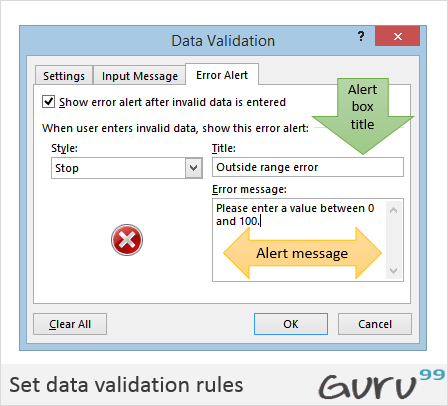 Data Validation
?
Settings
Input Message
Error Alert
Show error alert after invalid data is entered
When user enters invalid data, show this error alert:
Style:
Title:
Stop
Outside range error
Error message:
Please enter a value between 0
and 100.
Alert
box
title
Alert message
Clear All
OK
Cancel
Set data validation rules
Guru99